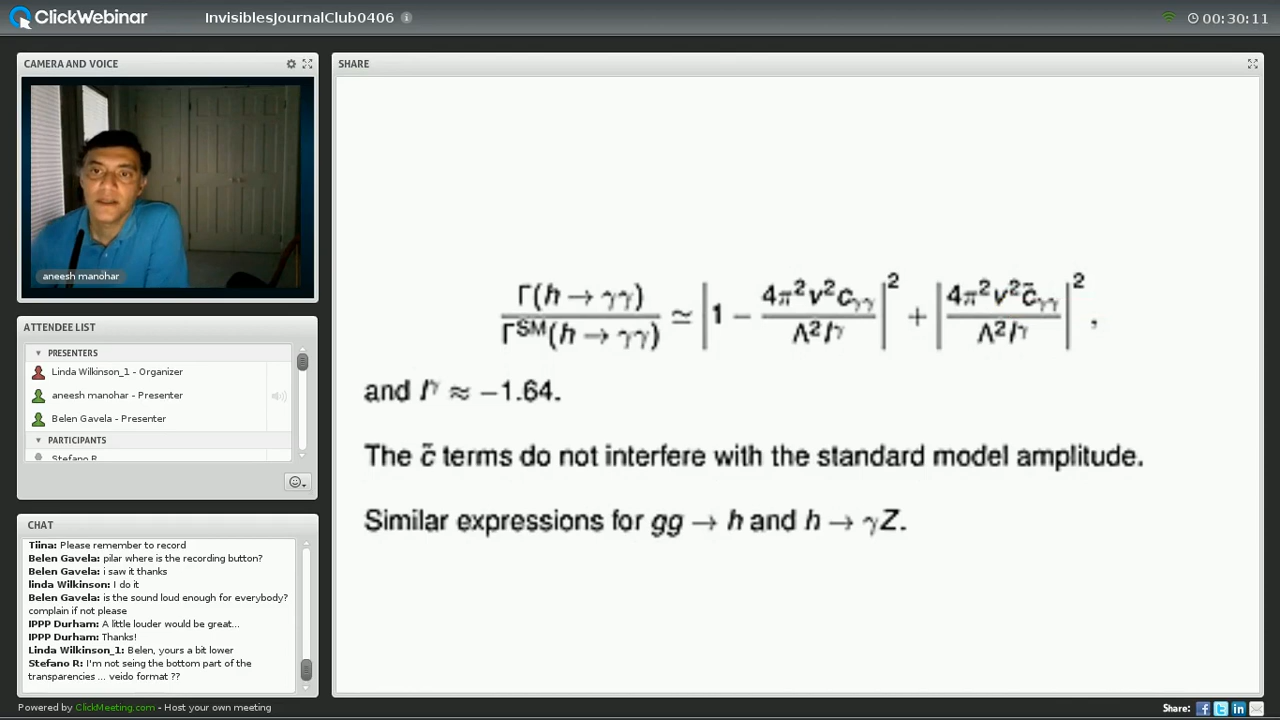 ClickWebinar
InvisiblesJournalClub0406
00:30:11
CAMERA AND VOICE
aneesh manohar
ATTENDEE LIST
PRESENTERS
Linda Wilkinson_1 - Organizer
aneesh manohar - Presenter
Belen Gavela - Presenter
PARTICIPANTS
Stefano R
CHAT
Tiina: Please remember to record
Belen Gavela: pilar where is the recording button?
Belen Gavela: i saw it thanks
linda Wilkinson: I do it
Belen Gavela: is the sound loud enough for everybody?
complain if not please
IPPP Durham: A little louder would be great...
IPPP Durham: Thanks!
Linda Wilkinson_1: Belen, yours a bit lower
Stefano R: I'm not seing the bottom part of the
transparencies ... veido format ??
SHARE
Γ(h → γγ) / Γ^SM(h → γγ) ≃ |1 − 4π²v²c_γγ / Λ²I^γ|² + |4π²v²c̃_γγ / Λ²I^γ|² ,
and I^γ ≈ −1.64.
The c̃ terms do not interfere with the standard model amplitude.
Similar expressions for gg → h and h → γZ.
Powered by ClickMeeting.com - Host your own meeting
Share: